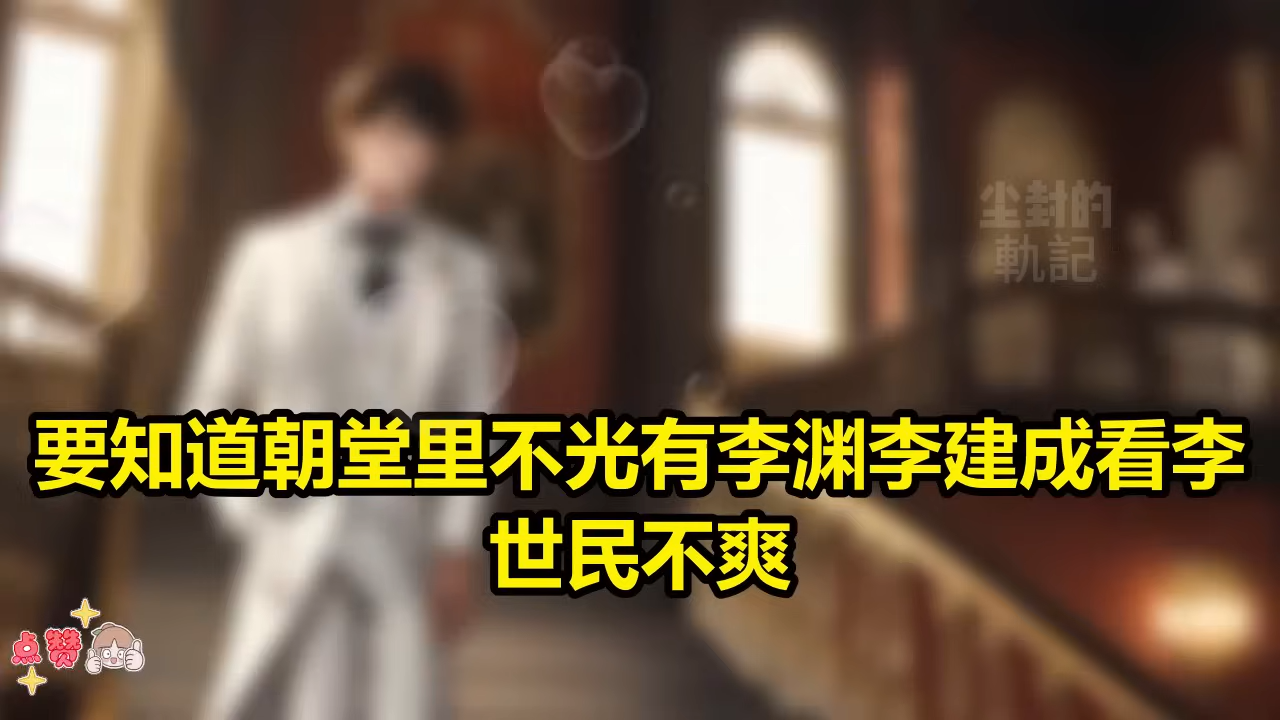 尘封的
軌記
要知道朝堂里不光有李渊李建成看李
世民不爽
点赞